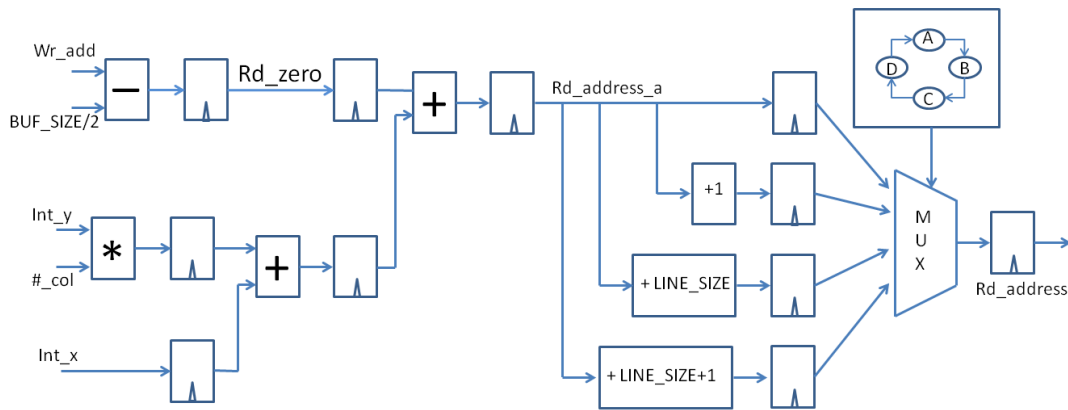 Wr_add
BUF_SIZE/2
−
Rd_zero
+
Rd_address_a
A
B
C
D
+1
+ LINE_SIZE
+ LINE_SIZE+1
M
U
X
Rd_address
Int_y
#_col
*
+
Int_x